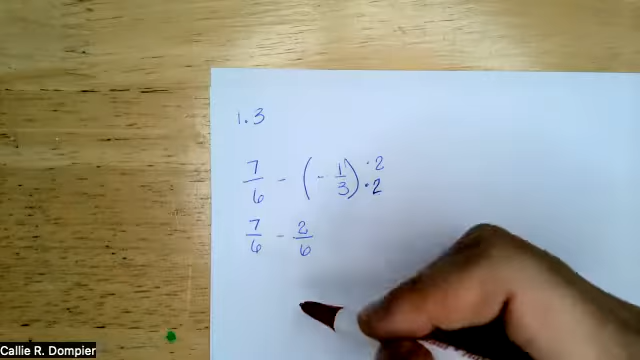 1.3
7/6 - (- 1/3) ·2 ·2
7/6 - 2/6
Callie R. Dompier